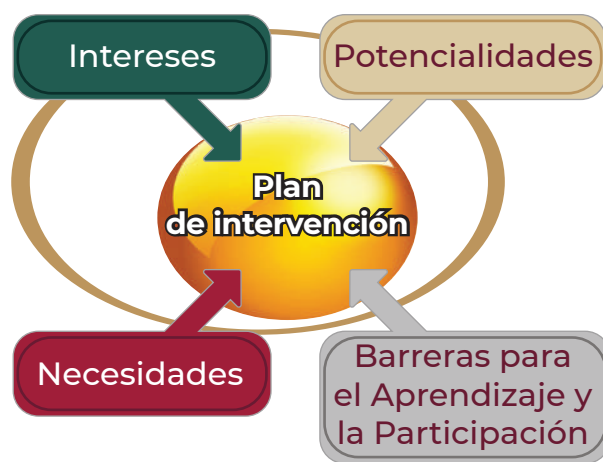 Intereses
Potencialidades
Plan
de intervención
Necesidades
Barreras para
el Aprendizaje y
la Participación